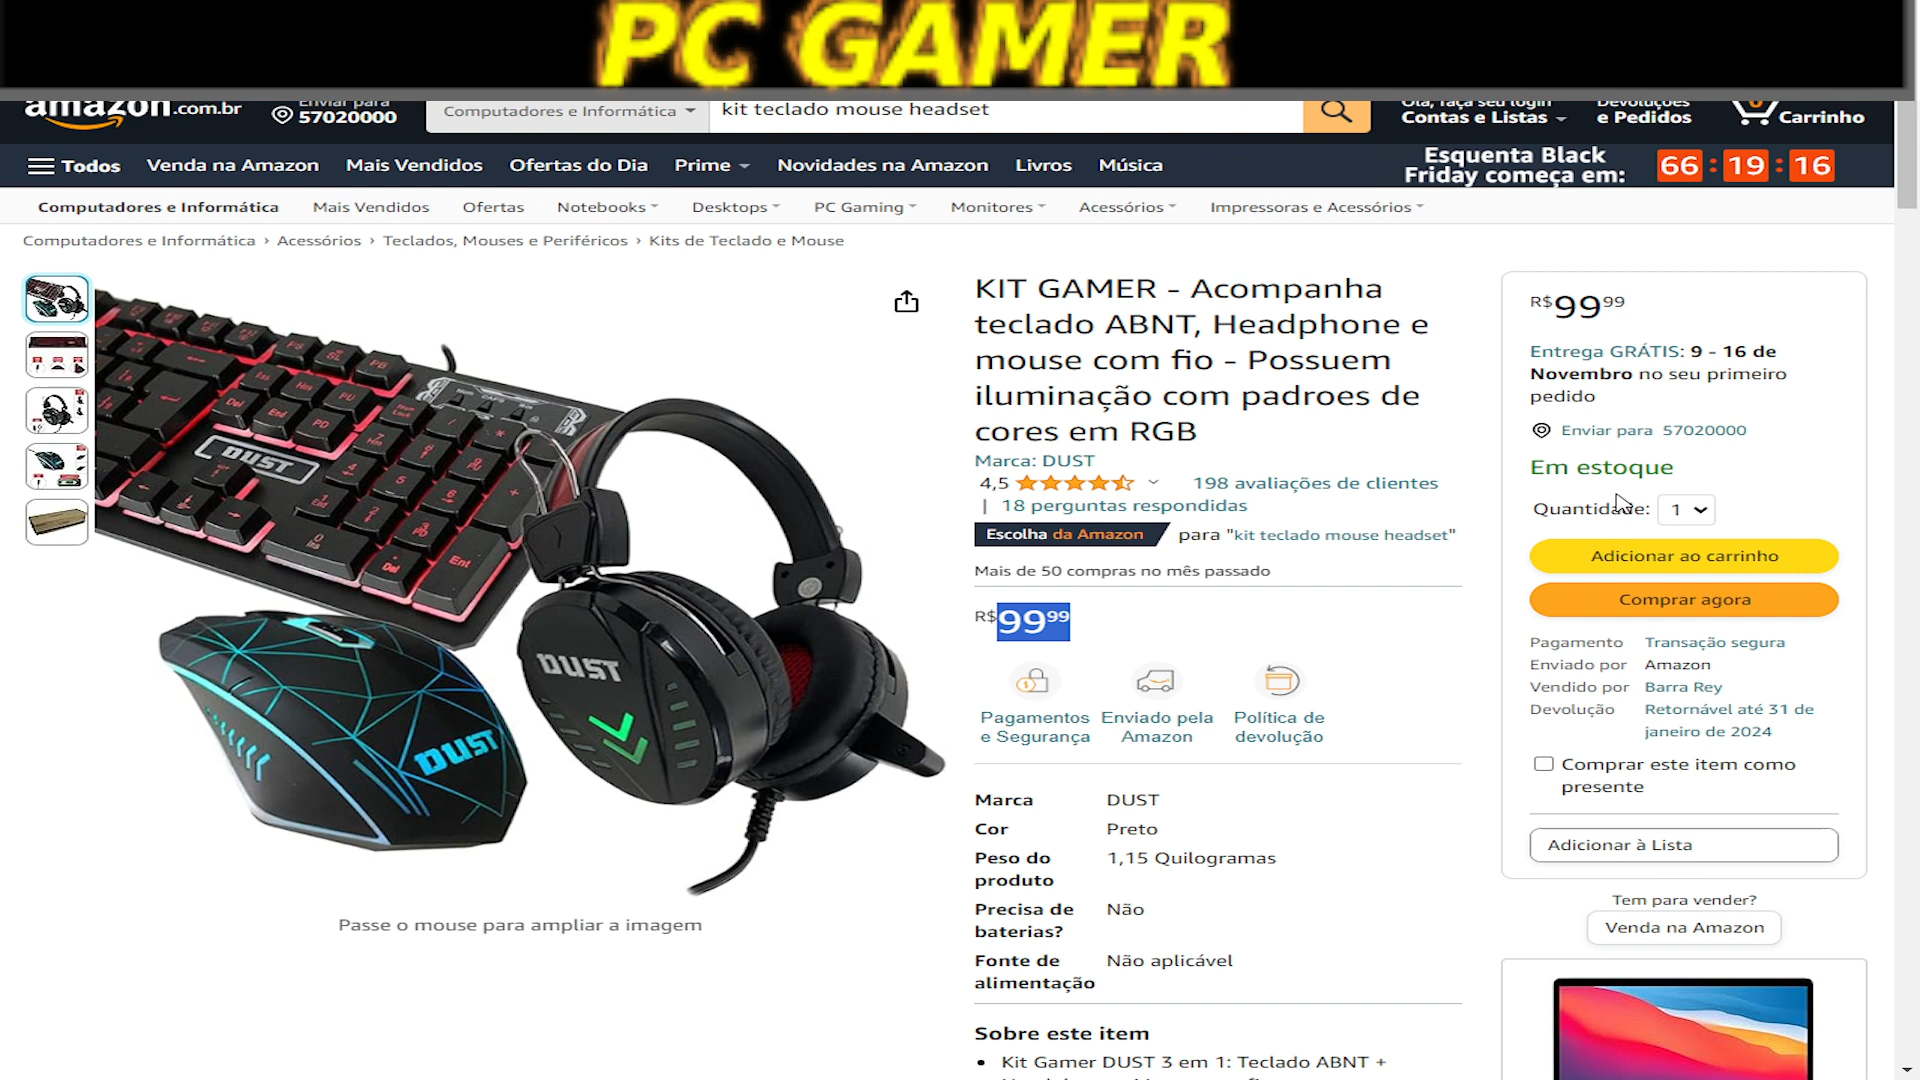 PC GAMER
amazon.com.br
Enviar para
57020000
Computadores e Informática
kit teclado mouse headset
Olá, faça seu login
Contas e Listas
Devoluções
e Pedidos
0
Carrinho
Todos
Venda na Amazon
Mais Vendidos
Ofertas do Dia
Prime
Novidades na Amazon
Livros
Música
Esquenta Black
Friday começa em:
66 : 19 : 16
Computadores e Informática
Mais Vendidos
Ofertas
Notebooks
Desktops
PC Gaming
Monitores
Acessórios
Impressoras e Acessórios
Computadores e Informática › Acessórios › Teclados, Mouses e Periféricos › Kits de Teclado e Mouse
DUST
DUST
DUST
Passe o mouse para ampliar a imagem
KIT GAMER - Acompanha
teclado ABNT, Headphone e
mouse com fio - Possuem
iluminação com padroes de
cores em RGB
Marca: DUST
4,5
198 avaliações de clientes
| 18 perguntas respondidas
Escolha da Amazon para "kit teclado mouse headset"
Mais de 50 compras no mês passado
R$9999
Pagamentos
e Segurança
Enviado pela
Amazon
Política de
devolução
Marca DUST
Cor Preto
Peso do
produto
1,15 Quilogramas
Precisa de
baterias?
Não
Fonte de
alimentação
Não aplicável
Sobre este item
• Kit Gamer DUST 3 em 1: Teclado ABNT +
R$9999
Entrega GRÁTIS: 9 - 16 de
Novembro no seu primeiro
pedido
Enviar para 57020000
Em estoque
Quantidade: 1
Adicionar ao carrinho
Comprar agora
Pagamento Transação segura
Enviado por Amazon
Vendido por Barra Rey
Devolução Retornável até 31 de
janeiro de 2024
Comprar este item como
presente
Adicionar à Lista
Tem para vender?
Venda na Amazon